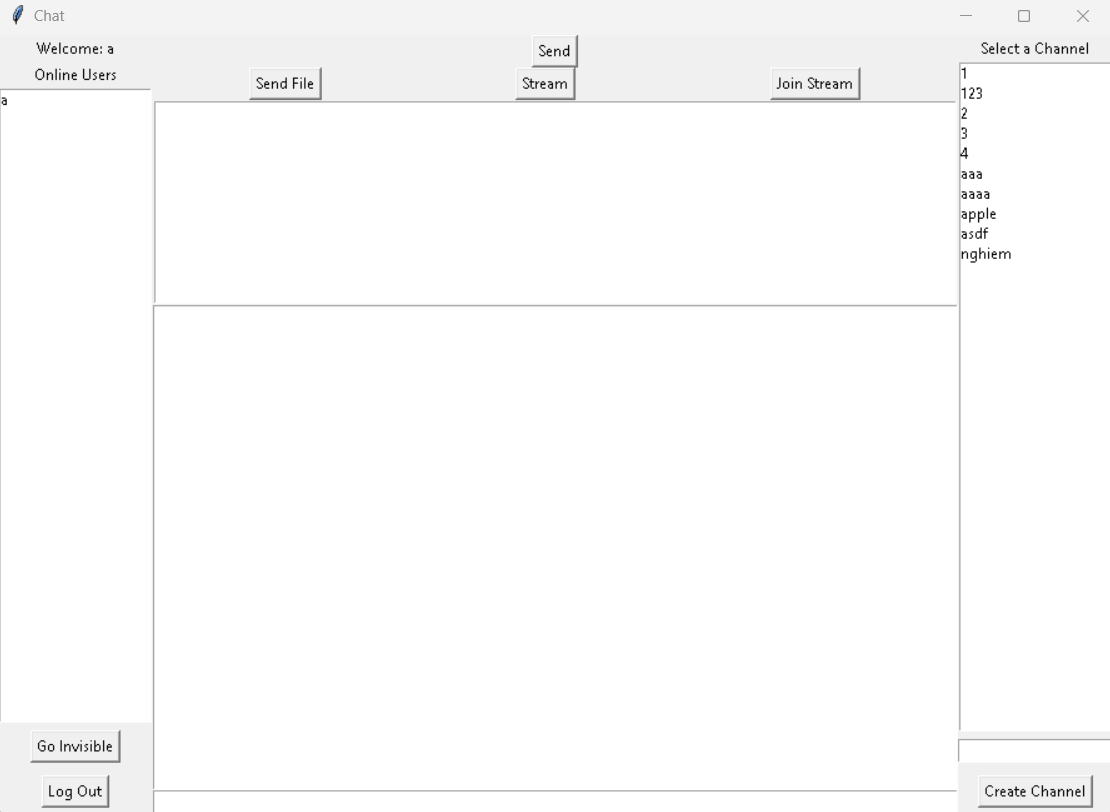 Chat
Welcome: a
Online Users
a
Go Invisible
Log Out
Send
Send File
Stream
Join Stream
Select a Channel
1
123
2
3
4
aaa
aaaa
apple
asdf
nghiem
Create Channel